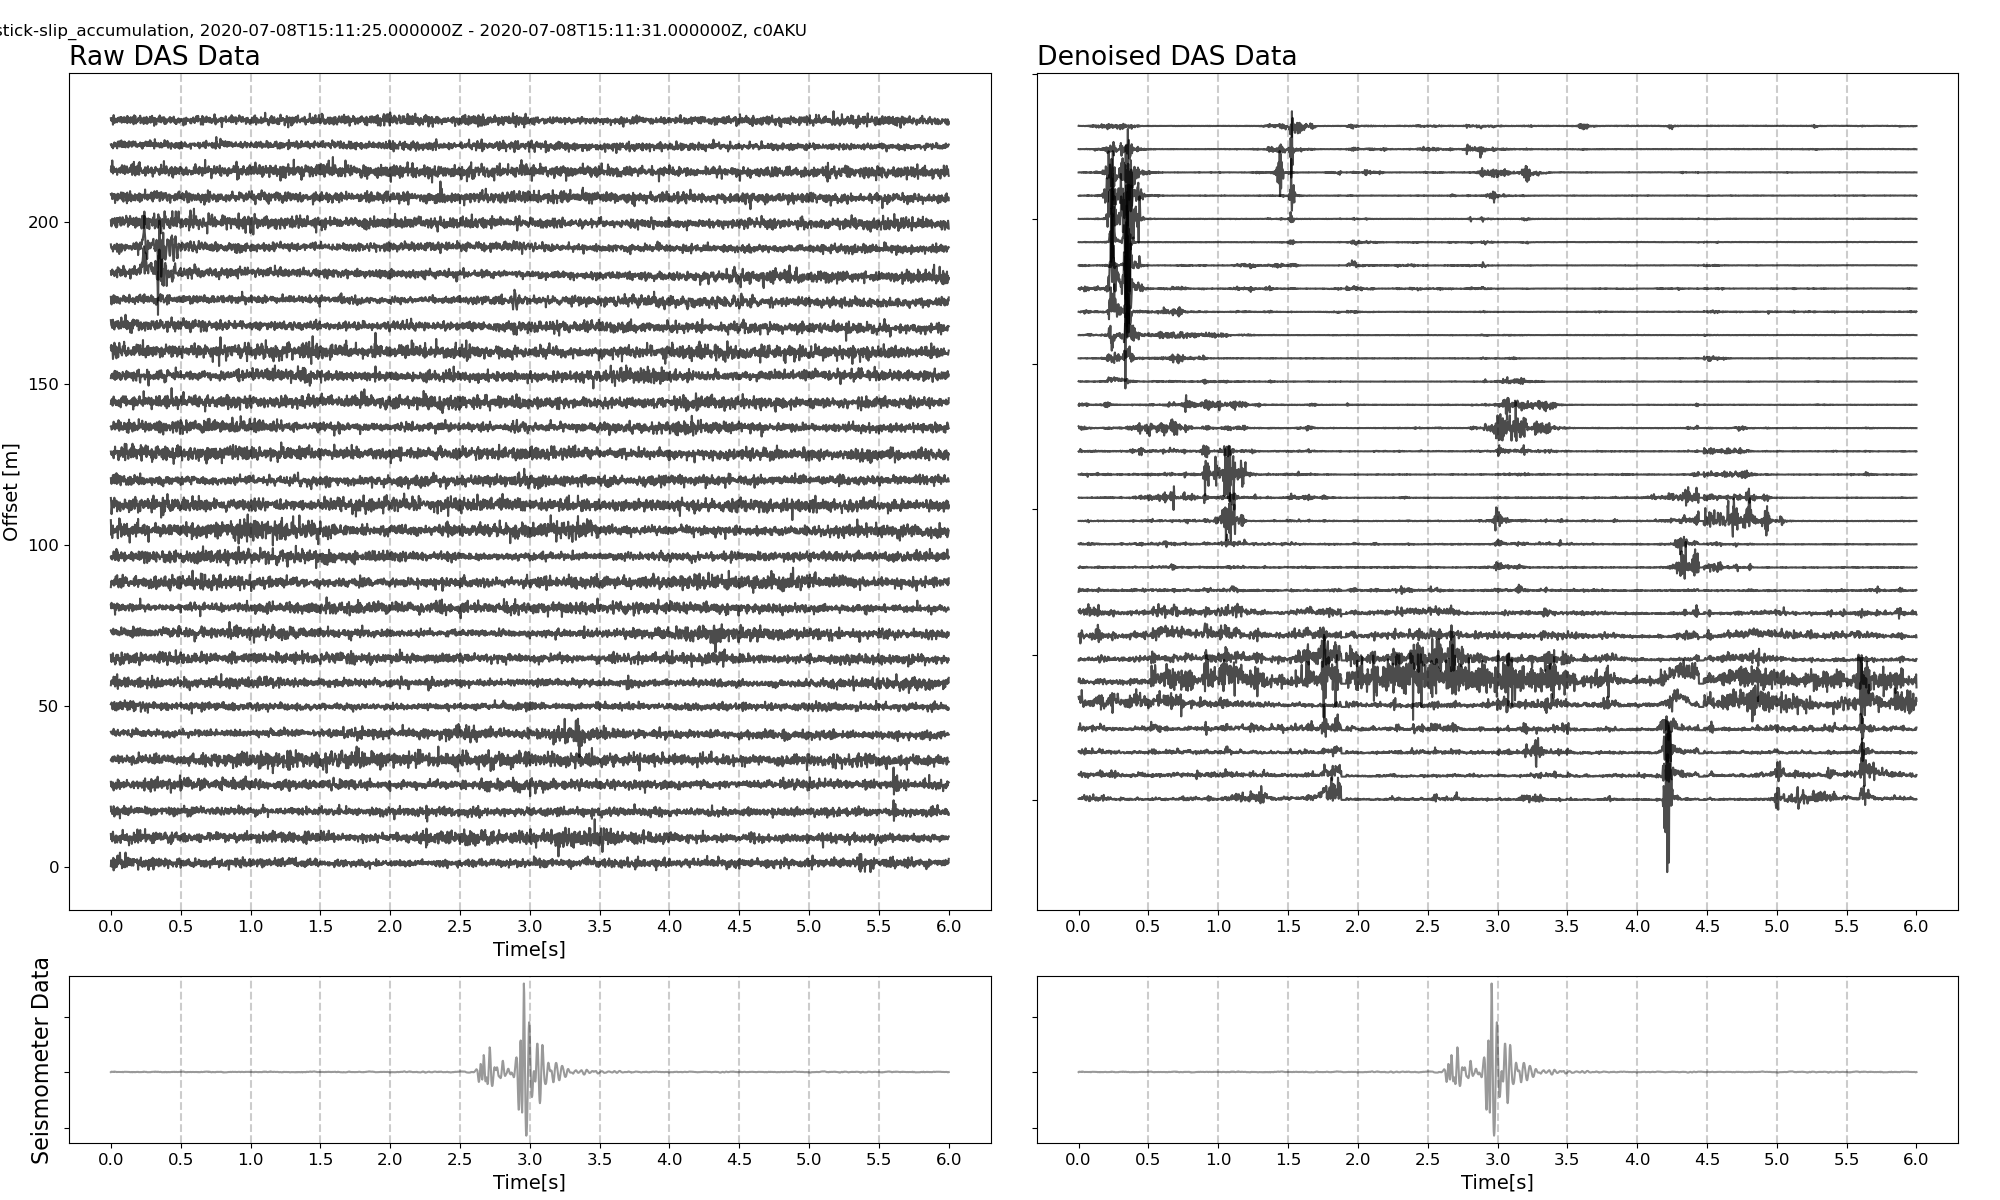 stick-slip_accumulation, 2020-07-08T15:11:25.000000Z - 2020-07-08T15:11:31.000000Z, c0AKU
Raw DAS Data
Denoised DAS Data
Offset [m]
200
150
100
50
0
0.0 0.5 1.0 1.5 2.0 2.5 3.0 3.5 4.0 4.5 5.0 5.5 6.0
Time[s]
0.0 0.5 1.0 1.5 2.0 2.5 3.0 3.5 4.0 4.5 5.0 5.5 6.0
Seismometer Data
0.0 0.5 1.0 1.5 2.0 2.5 3.0 3.5 4.0 4.5 5.0 5.5 6.0
Time[s]
0.0 0.5 1.0 1.5 2.0 2.5 3.0 3.5 4.0 4.5 5.0 5.5 6.0
Time[s]